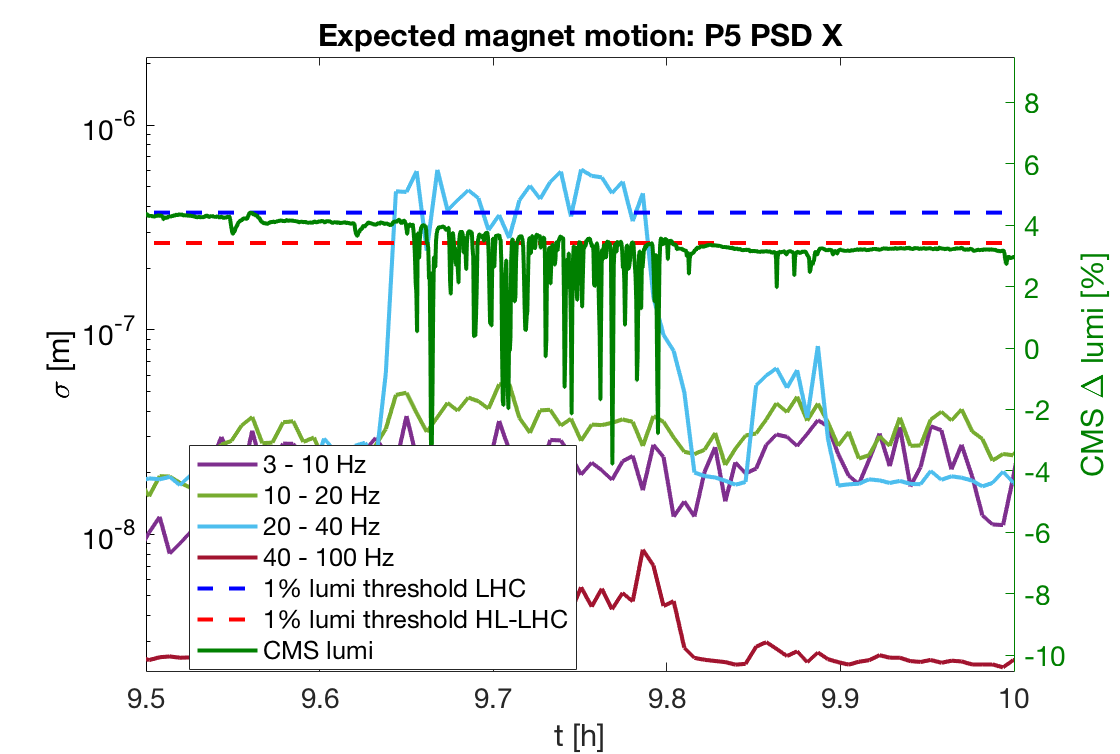 Expected magnet motion: P5 PSD X
10-6
10-7
10-8
σ [m]
8
6
4
2
0
-2
-4
-6
-8
-10
CMS Δ lumi [%]
3 - 10 Hz
10 - 20 Hz
20 - 40 Hz
40 - 100 Hz
1% lumi threshold LHC
1% lumi threshold HL-LHC
CMS lumi
9.5 9.6 9.7 9.8 9.9 10
t [h]